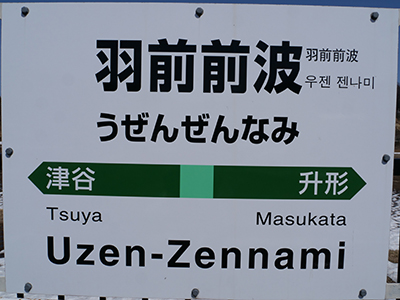 羽前前波
羽前前波
우젠 젠나미
うぜんぜんなみ
津谷 升形
Tsuya Masukata
Uzen-Zennami